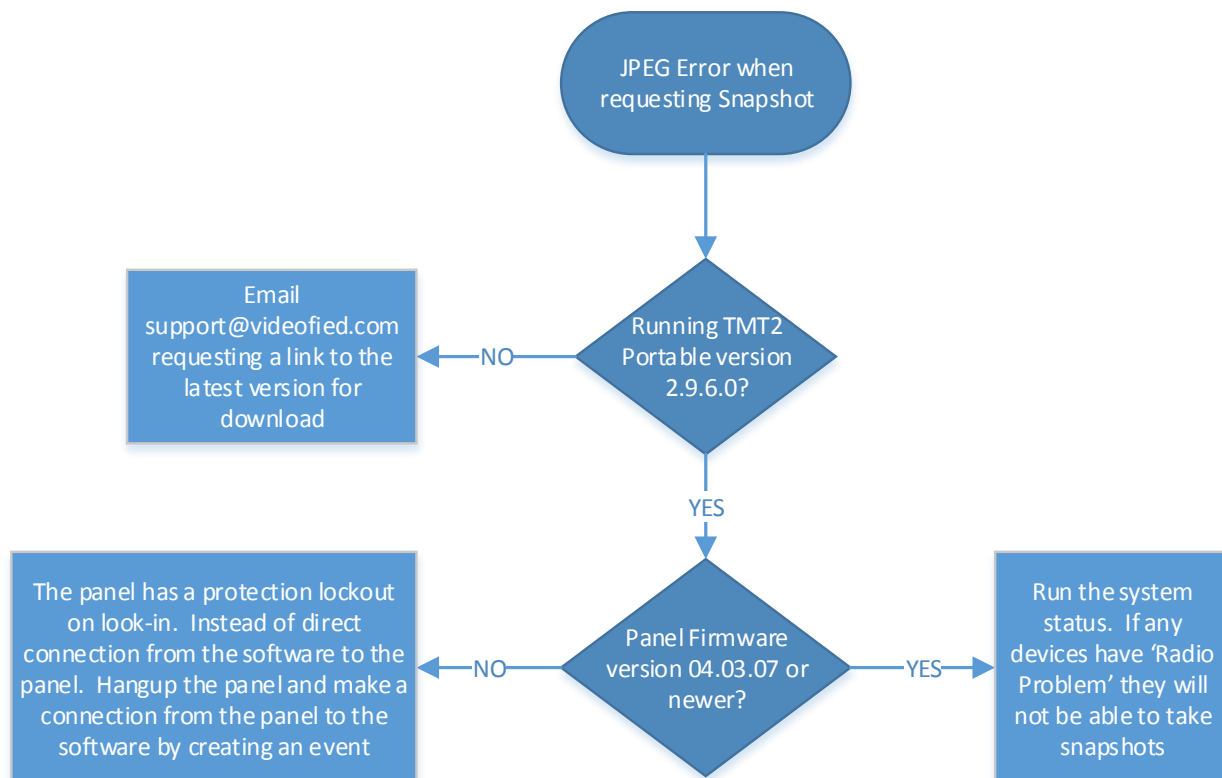 JPEG Error when
requesting Snapshot
Email
support@videofied.com
requesting a link to the
latest version for
download
NO
Running TMT2
Portable version
2.9.6.0?
YES
The panel has a protection lockout
on look-in.  Instead of direct
connection from the software to the
panel.  Hangup the panel and make a
connection from the panel to the
software by creating an event
NO
Panel Firmware
version 04.03.07 or
newer?
YES
Run the system
status.  If any
devices have ‘Radio
Problem’ they will
not be able to take
snapshots